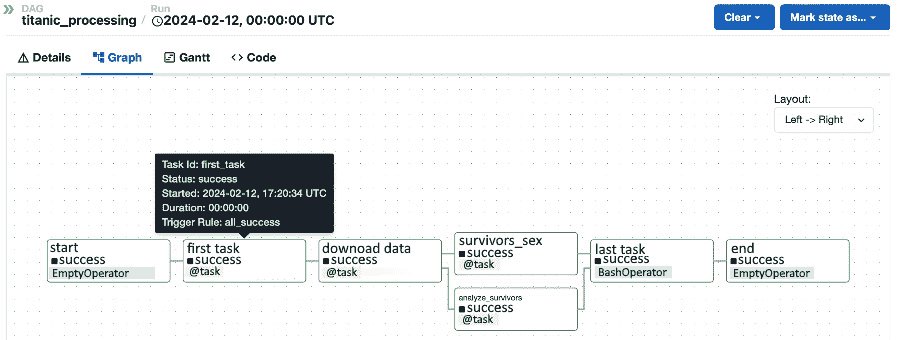 DAG
Run
titanic_processing / 2024-02-12, 00:00:00 UTC
Clear
Mark state as...
Details
Graph
Gantt
<> Code
Layout:
Left -> Right
Task Id: first_task
Status: success
Started: 2024-02-12, 17:20:34 UTC
Duration: 00:00:00
Trigger Rule: all_success
start
success
EmptyOperator
first task
success
@task
downoad data
success
@task
survivors_sex
success
@task
analyze_survivors
success
@task
last task
success
BashOperator
end
success
EmptyOperator